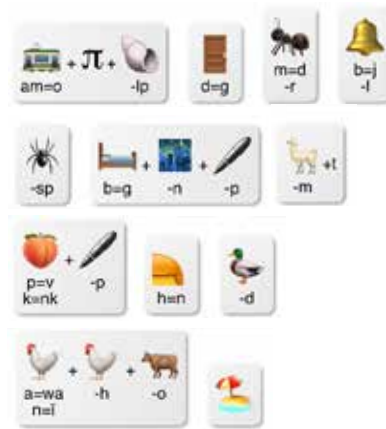 + π +
am=o -lp d=g m=d b=j
-r -l
+ + +t
-sp b=g -n -p -m
+
p=v -p h=n -d
k=nk
+ +
a=wa -h -o
n=ï